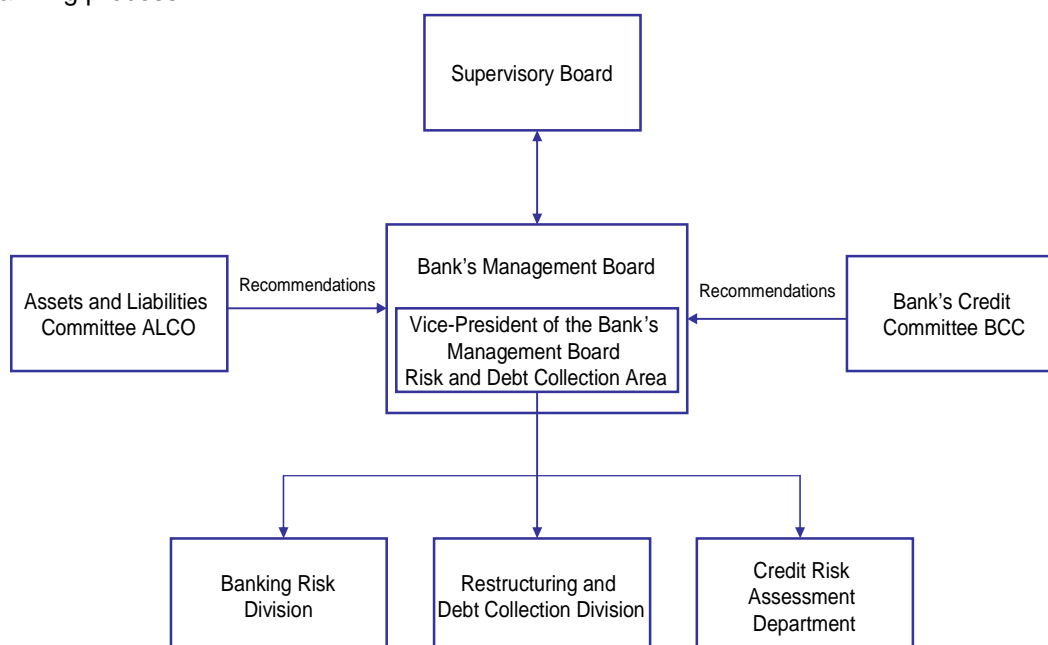 process
Supervisory Board
Bank's Management Board
Assets and Liabilities
Committee ALCO
Recommendations
Vice-President of the Bank's
Management Board
Risk and Debt Collection Area
Recommendations
Bank's Credit
Committee BCC
Banking Risk
Division
Restructuring and
Debt Collection Division
Credit Risk
Assessment
Department